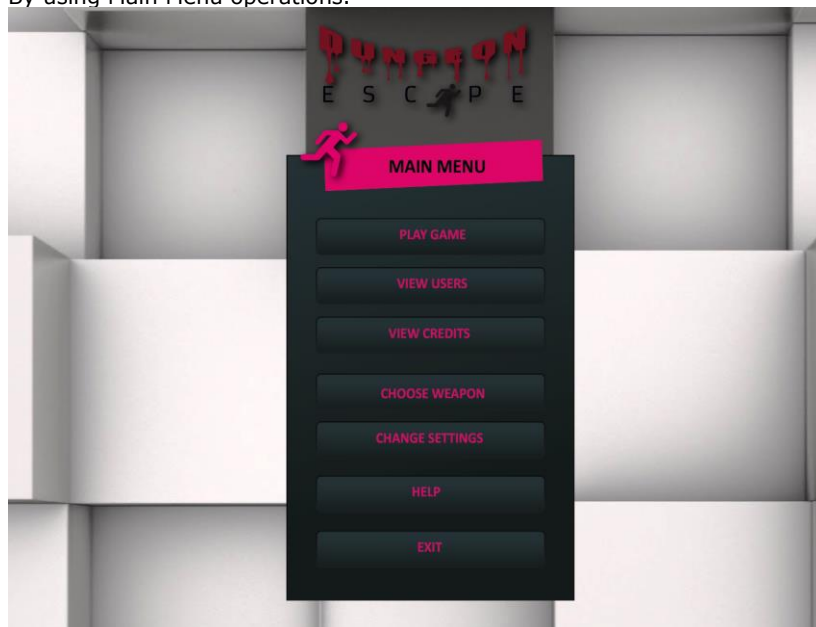 By using Main Menu operations.
DUNGEON
ESCAPE
MAIN MENU
PLAY GAME
VIEW USERS
VIEW CREDITS
CHOOSE WEAPON
CHANGE SETTINGS
HELP
EXIT